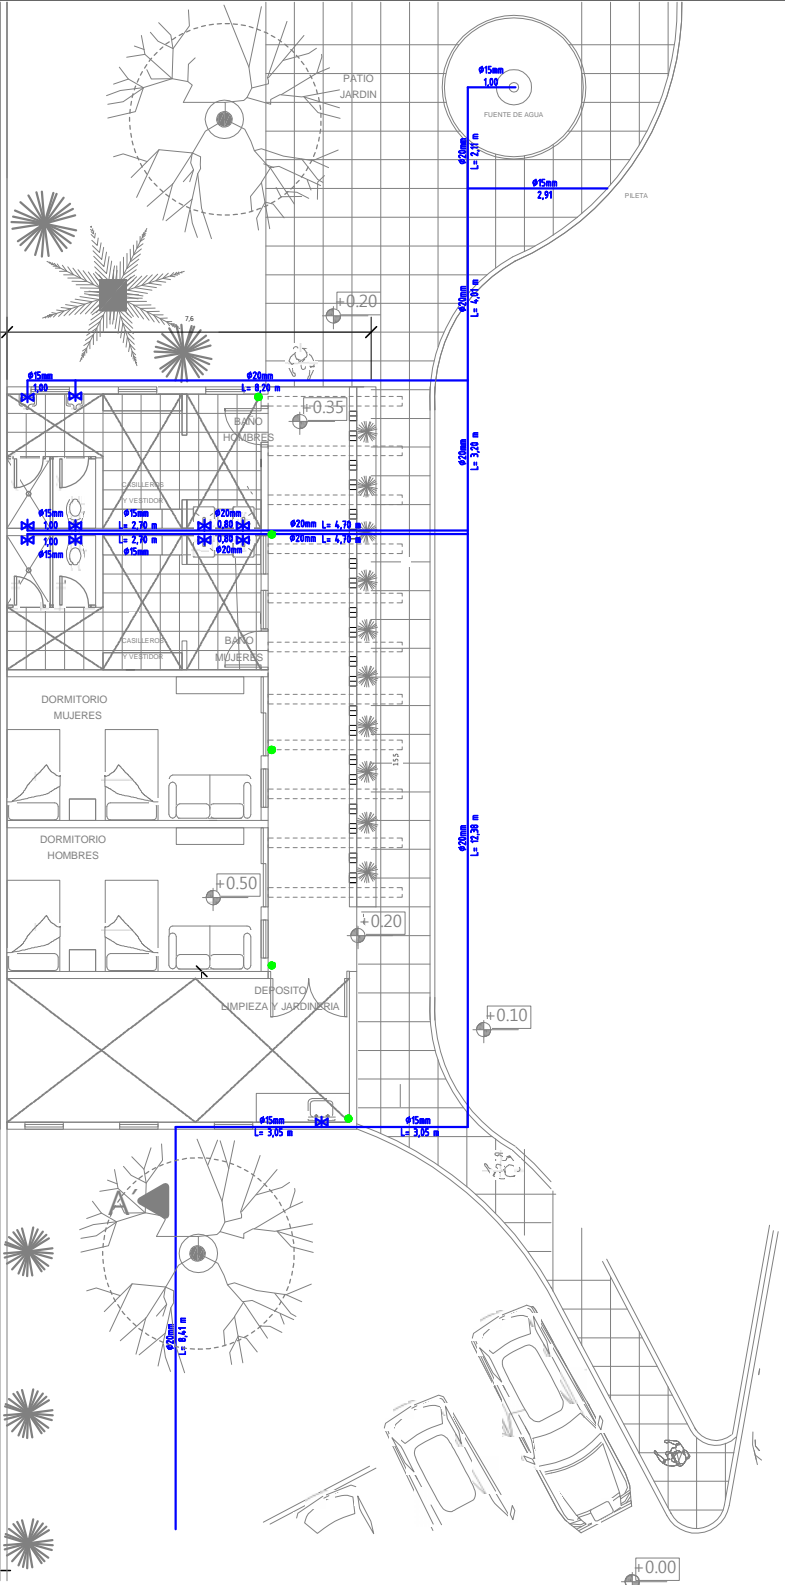 Ø15mm
1,00
PATIO
JARDIN
FUENTE DE AGUA
Ø20mm
L= 2,11 m
Ø15mm
2,91
PILETA
Ø20mm
L= 4,01 m
+0.20
7,6
Ø15mm
1,00
Ø20mm
L= 8,20 m
+0.35
BAÑO
HOMBRES
Ø20mm
L= 3,20 m
CASILLEROS
Y VESTIDOR
Ø15mm
1,00
Ø15mm
L= 2,70 m
Ø20mm
0,80
Ø20mm L= 4,70 m
1,00
Ø15mm
L= 2,70 m
Ø15mm
0,80
Ø20mm
Ø20mm L= 4,70 m
CASILLEROS
Y VESTIDOR
BAÑO
MUJERES
DORMITORIO
MUJERES
15.5
DORMITORIO
HOMBRES
Ø20mm
L= 12,38 m
+0.50
+0.20
DEPOSITO
LIMPIEZA Y JARDINERIA
+0.10
Ø15mm
L= 3,05 m
Ø15mm
L= 3,05 m
A'
Ø20mm
L= 8,41 m
+0.00